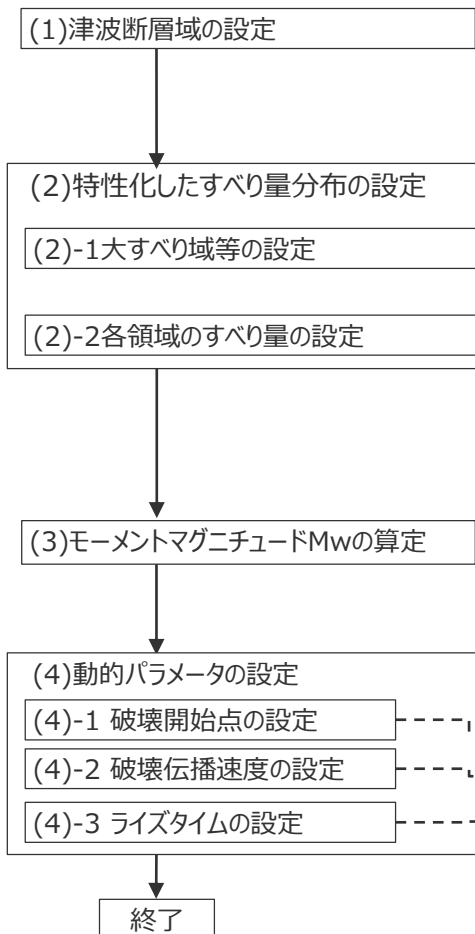 (1)津波断層域の設定
(2)特性化したすべり量分布の設定
(2)-1大すべり域等の設定
(2)-2各領域のすべり量の設定
(3)モーメントマグニチュードMwの算定
(4)動的パラメータの設定
(4)-1 破壊開始点の設定
(4)-2 破壊伝播速度の設定
(4)-3 ライズタイムの設定
終了